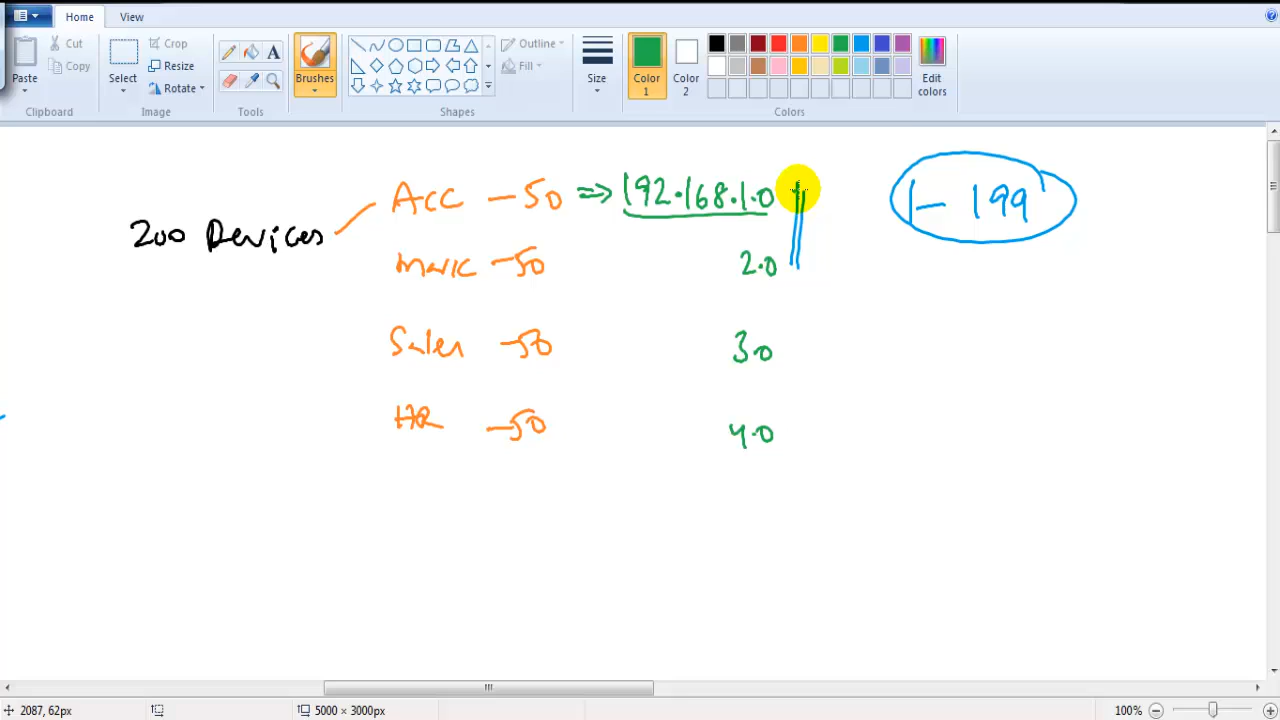 Home View
Cut
Copy
Paste
Clipboard
Crop
Resize
Rotate
Select
Image
A
Tools
Brushes
Outline
Fill
Shapes
Size
Color 1
Color 2
Edit colors
Colors
Acc - 50 => 192.168.1.0
1 - 199
200 Devices
Mark - 50 2.0
Sales - 50 3.0
HR - 50 4.0
2087, 62px
5000 × 3000px
100%